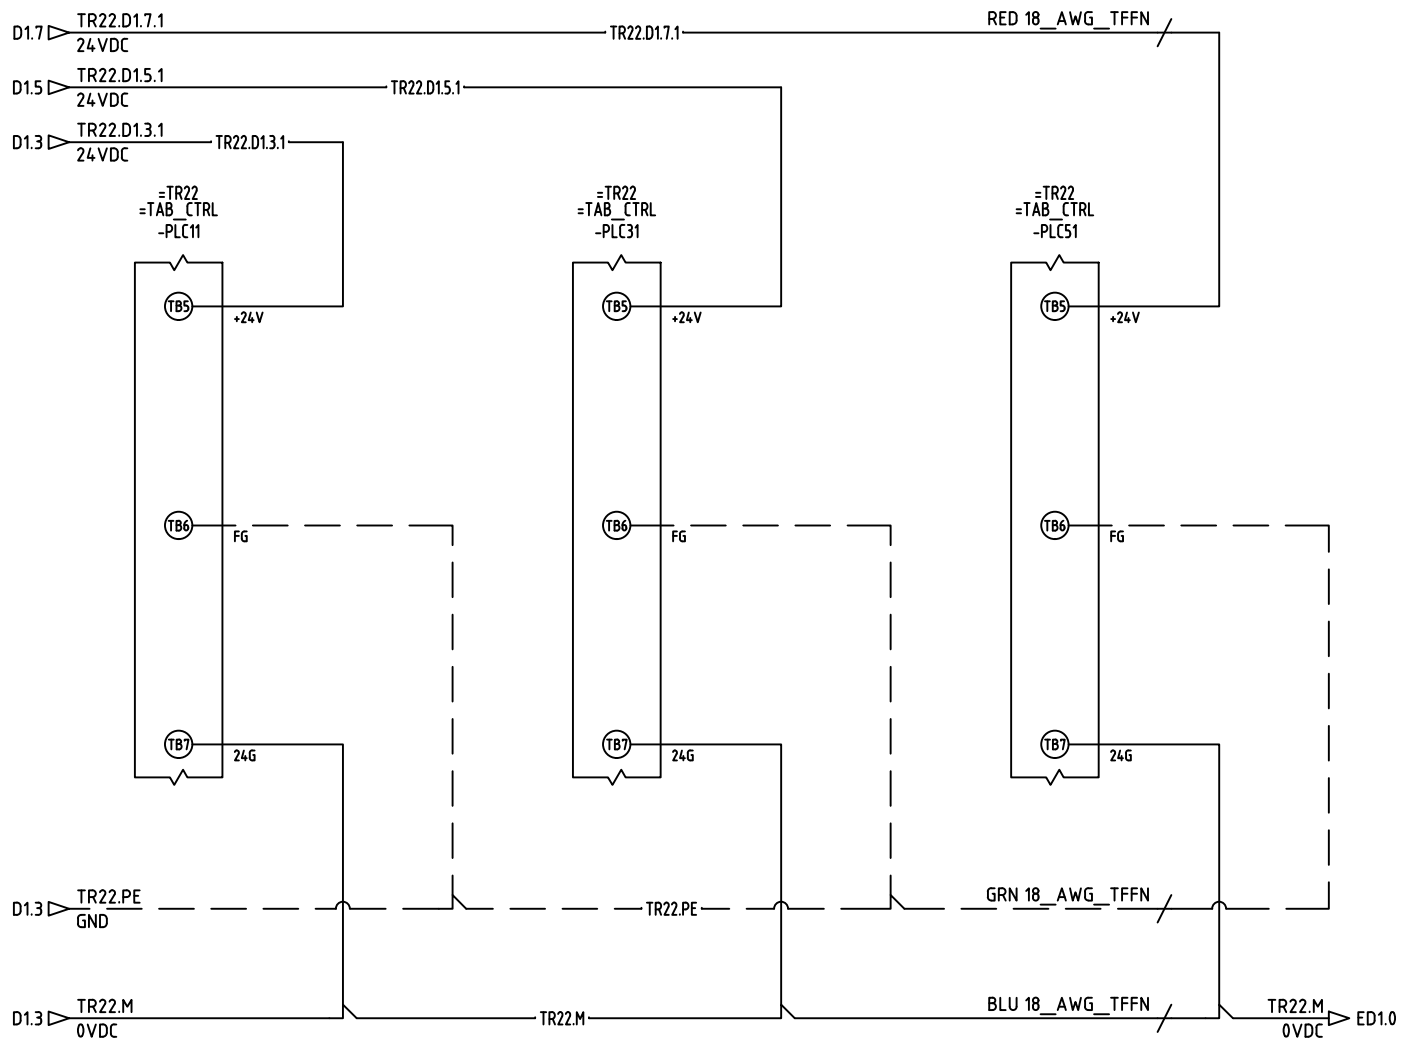 TR22.D1.7.1
RED 18__AWG__TFFN
D1.7
TR22.D1.7.1
24VDC
TR22.D1.5.1
D1.5
TR22.D1.5.1
24VDC
TR22.D1.3.1
D1.3
TR22.D1.3.1
24VDC
=TR22
=TAB__CTRL
-PLC11
=TR22
=TAB__CTRL
-PLC31
=TR22
=TAB__CTRL
-PLC51
TB5
+24V
TB5
+24V
TB5
+24V
TB6
FG
TB6
FG
TB6
FG
TB7
24G
TB7
24G
TB7
24G
TR22.PE
GRN 18__AWG__TFFN
D1.3
TR22.PE
GND
TR22.M
BLU 18__AWG__TFFN
TR22.M
D1.3
TR22.M
ED1.0
0VDC
0VDC